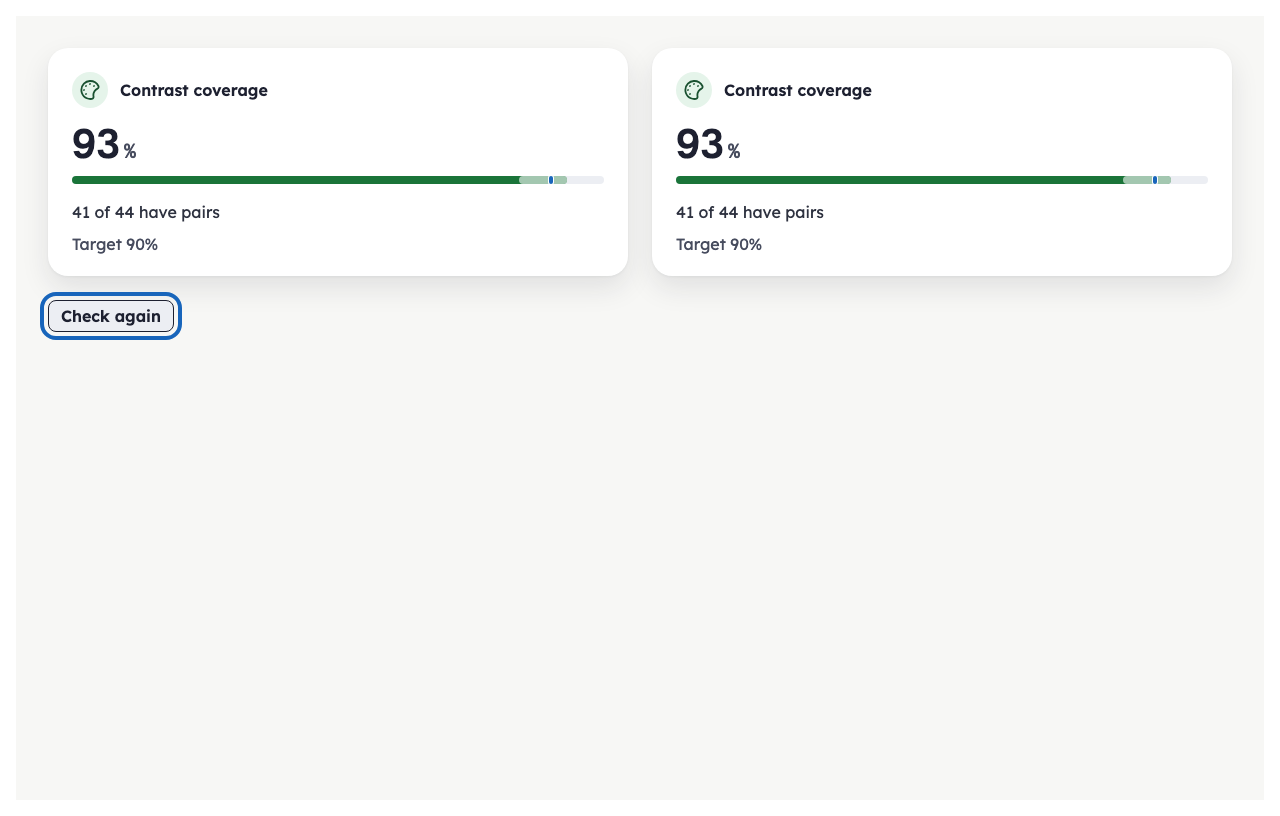 Contrast coverage
93%
41 of 44 have pairs
Target 90%
Contrast coverage
93%
41 of 44 have pairs
Target 90%
Check again